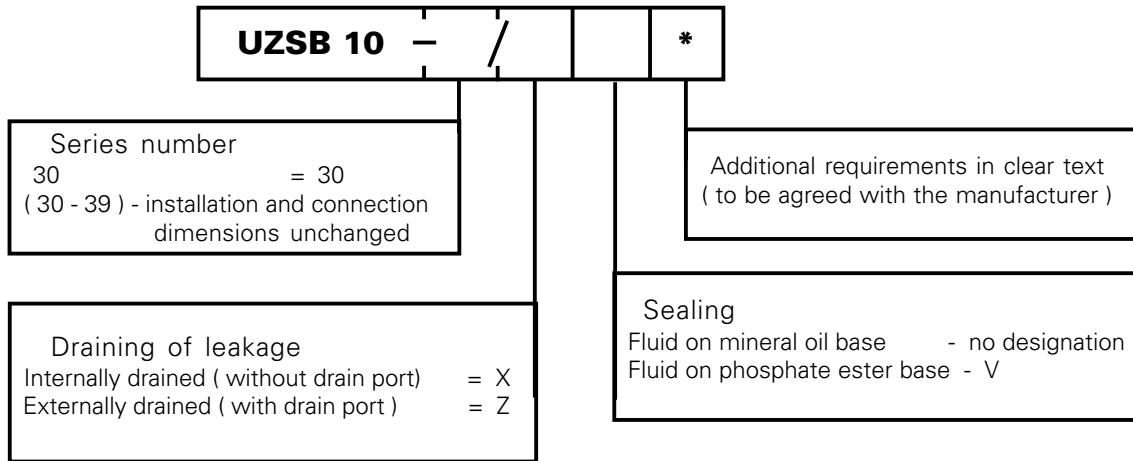 UZSB 10 - / *
Series number
30 = 30
( 30 - 39 ) - installation and connection
dimensions unchanged
Additional requirements in clear text
( to be agreed with the manufacturer )
Draining of leakage
Internally drained ( without drain port) = X
Externally drained ( with drain port ) = Z
Sealing
Fluid on mineral oil base - no designation
Fluid on phosphate ester base - V